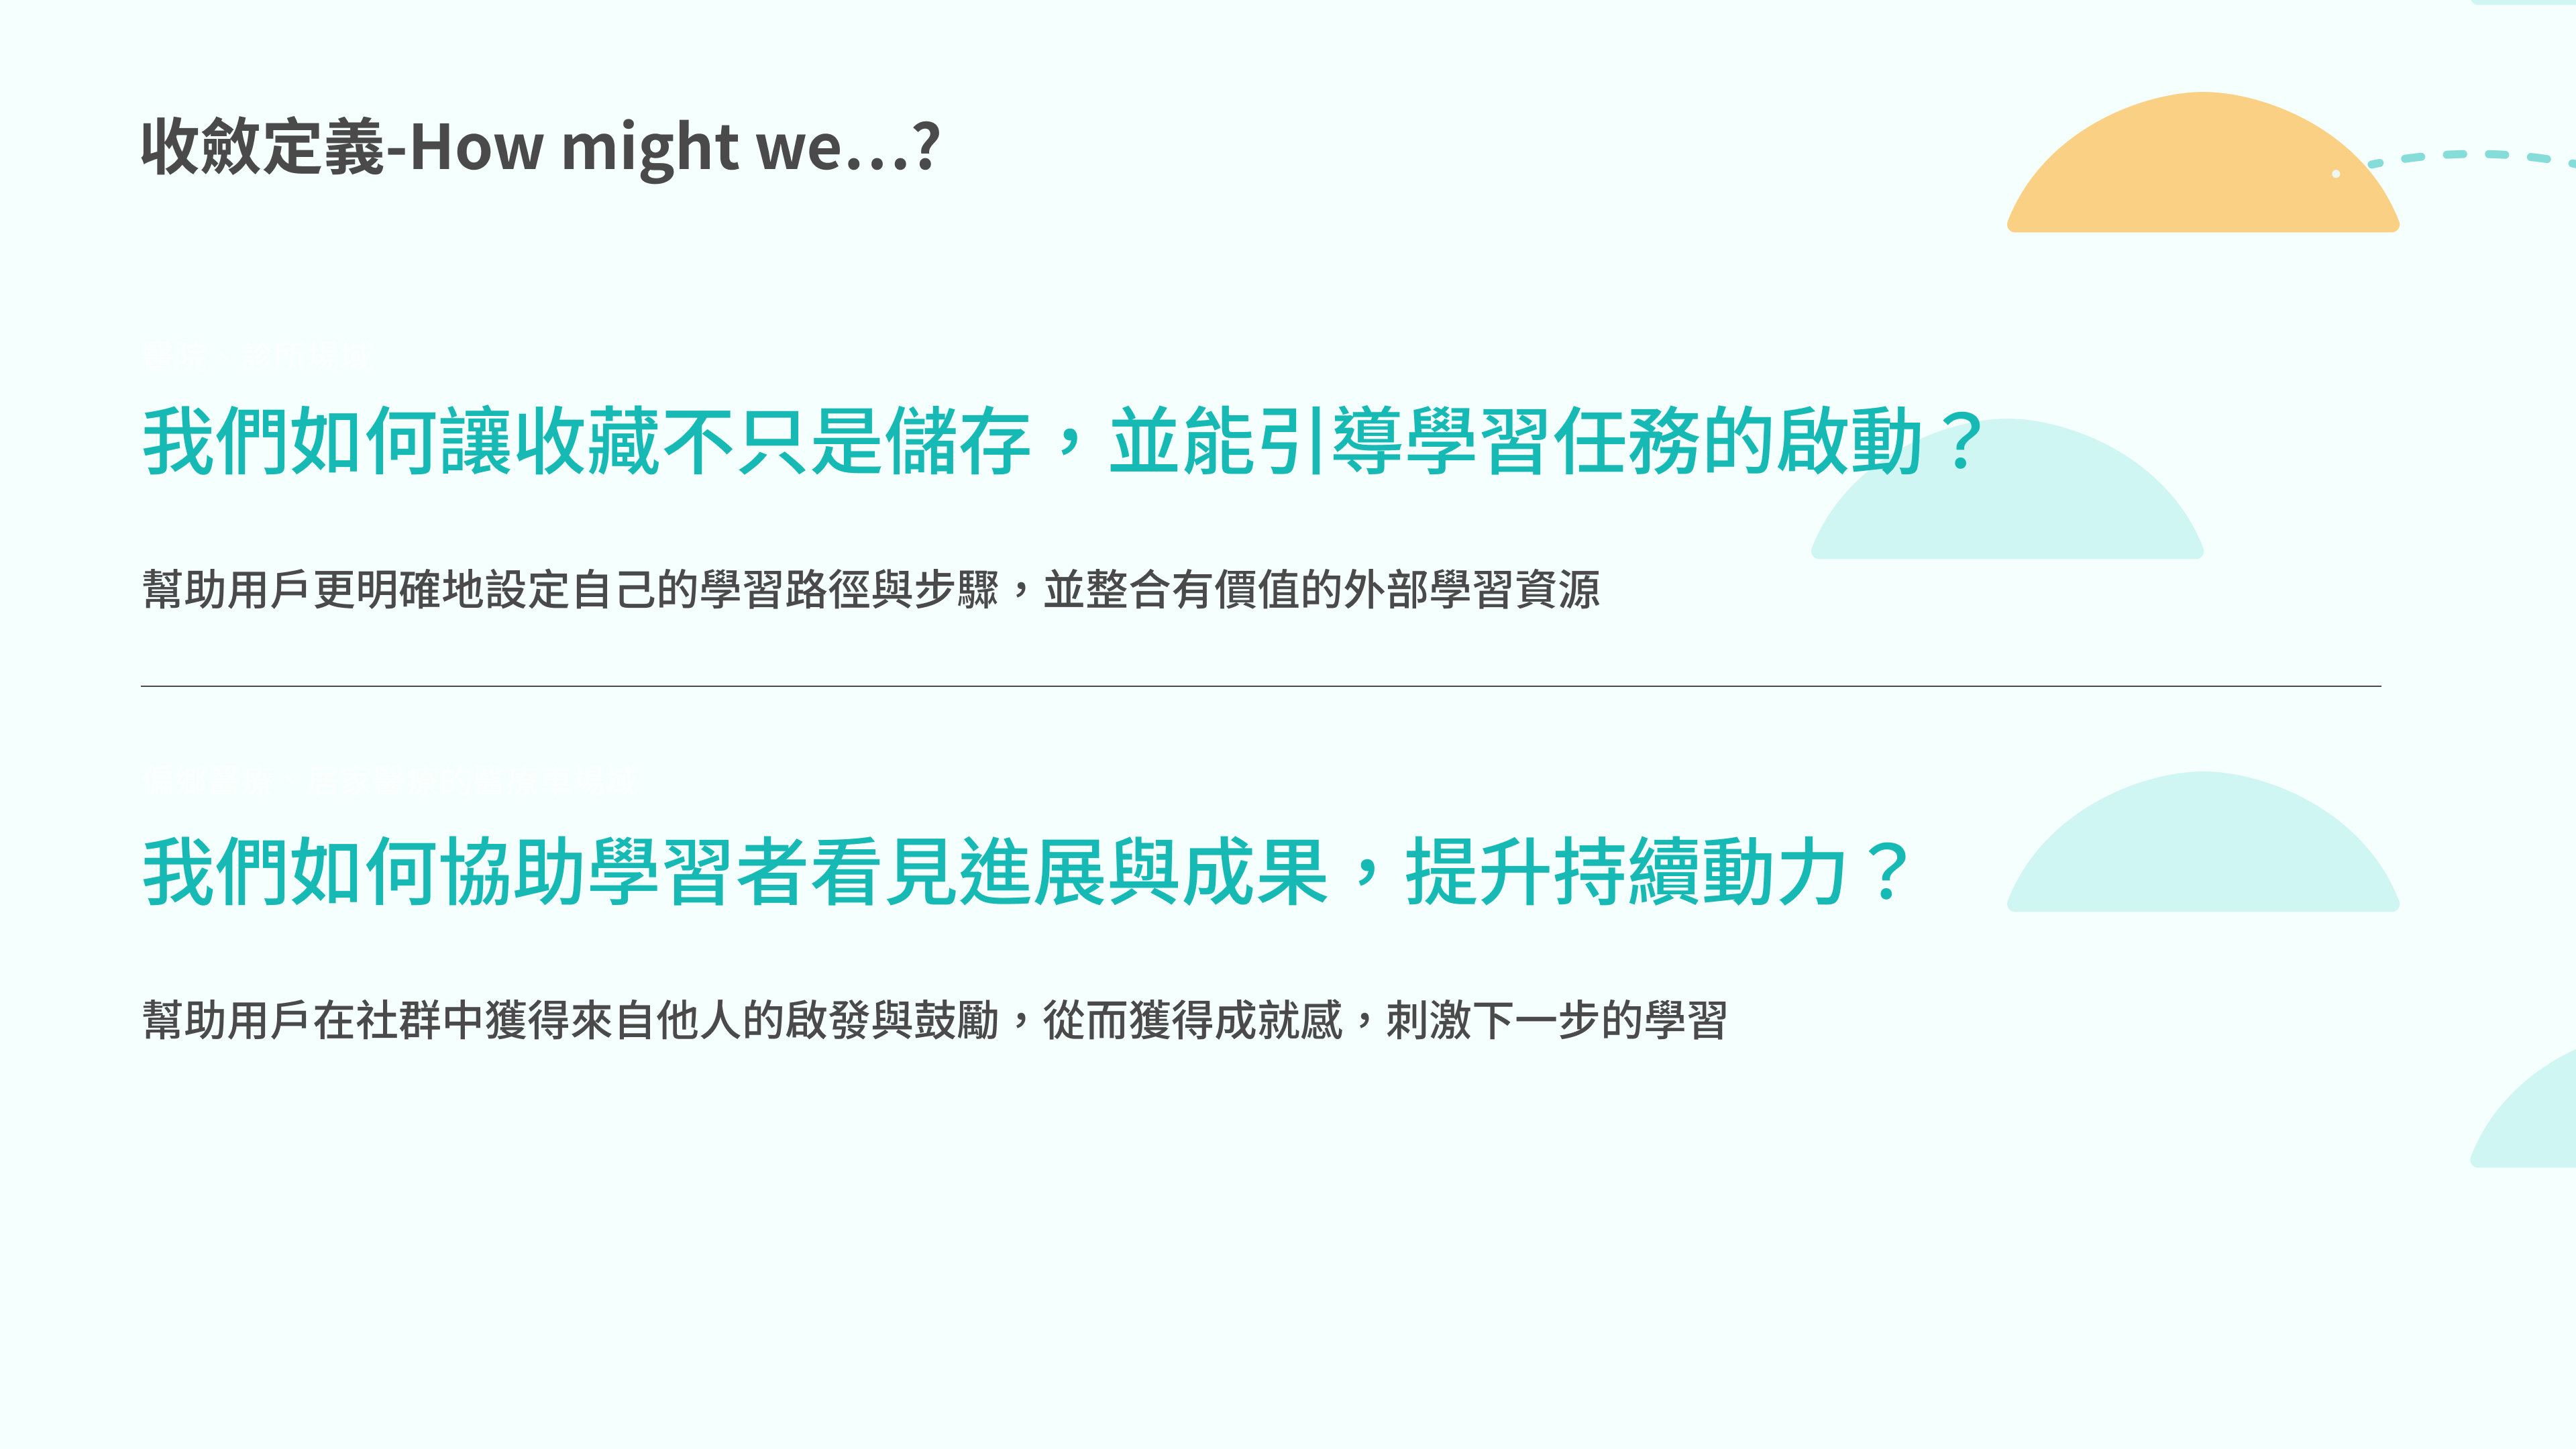 收斂定義-How might we...?
我們如何讓收藏不只是儲存，並能引導學習任務的啟動？
幫助用戶更明確地設定自己的學習路徑與步驟，並整合有價值的外部學習資源
我們如何協助學習者看見進展與成果，提升持續動力？
幫助用戶在社群中獲得來自他人的啟發與鼓勵，從而獲得成就感，刺激下一步的學習